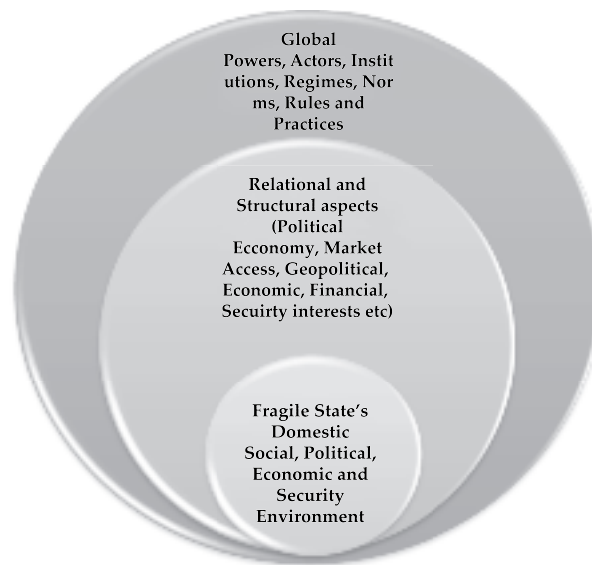 Global
Powers, Actors, Instit
utions, Regimes, Nor
ms, Rules and
Practices
Relational and
Structural aspects
(Political
Ecconomy, Market
Access, Geopolitical,
Economic, Financial,
Secuirty interests etc)
Fragile State’s
Domestic
Social, Political,
Economic and
Security
Environment